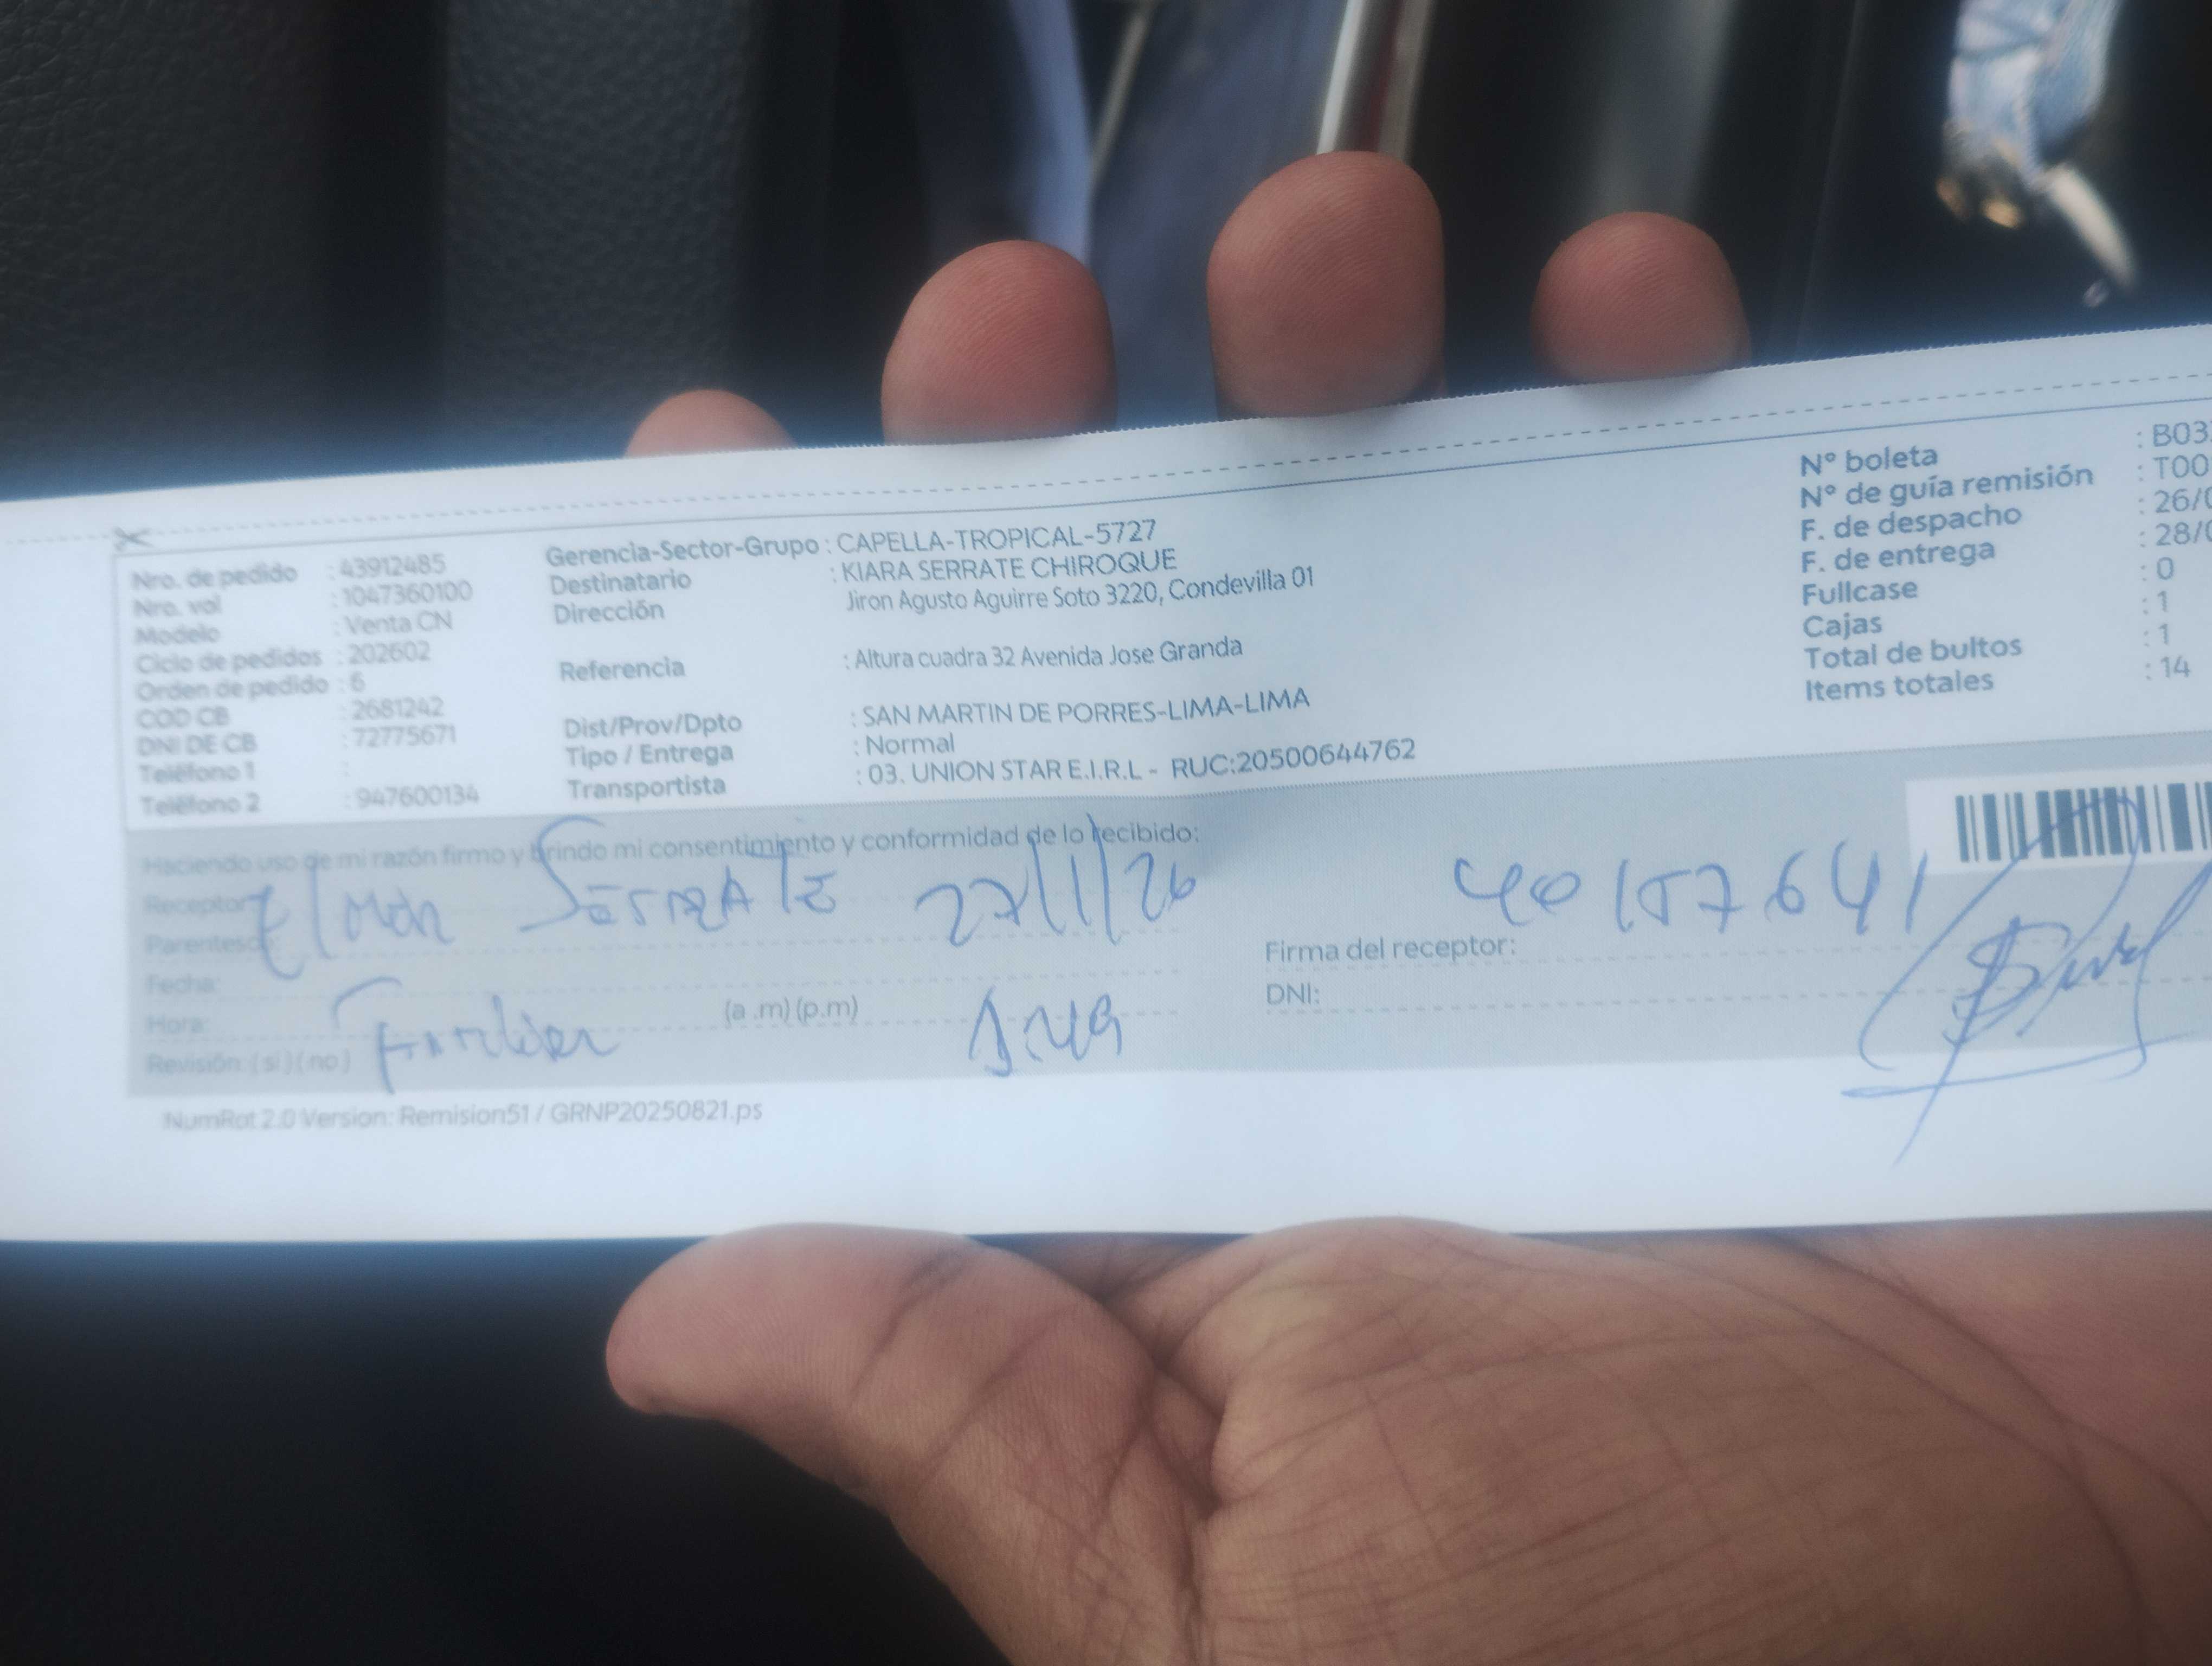 Nro. de pedido : 43912485
Nro. vol : 1047360100
Modelo : Venta CN
Ciclo de pedidos : 202602
Orden de pedido : 6
COD CB : 2681242
DNI DE CB : 72775671
Teléfono 1 :
Teléfono 2 : 947600134
Gerencia-Sector-Grupo : CAPELLA-TROPICAL-5727
Destinatario : KIARA SERRATE CHIROQUE
Dirección Jiron Agusto Aguirre Soto 3220, Condevilla 01
Referencia : Altura cuadra 32 Avenida Jose Granda
Dist/Prov/Dpto : SAN MARTIN DE PORRES-LIMA-LIMA
Tipo / Entrega : Normal
Transportista : 03. UNION STAR E.I.R.L - RUC:20500644762
N° boleta : B03
N° de guía remisión : T00
F. de despacho : 26/0
F. de entrega : 28/0
Fullcase : 0
Cajas : 1
Total de bultos : 1
Items totales : 14
Haciendo uso de mi razón firmo y brindo mi consentimiento y conformidad de lo recibido:
Receptor SERRATE 27/1/26
Parentesco:
Fecha:
Hora: (a .m) (p.m)
Revisión: (si) (no)
40157641
Firma del receptor:
DNI:
NumRot 2.0 Version: Remision51 / GRNP20250821.ps